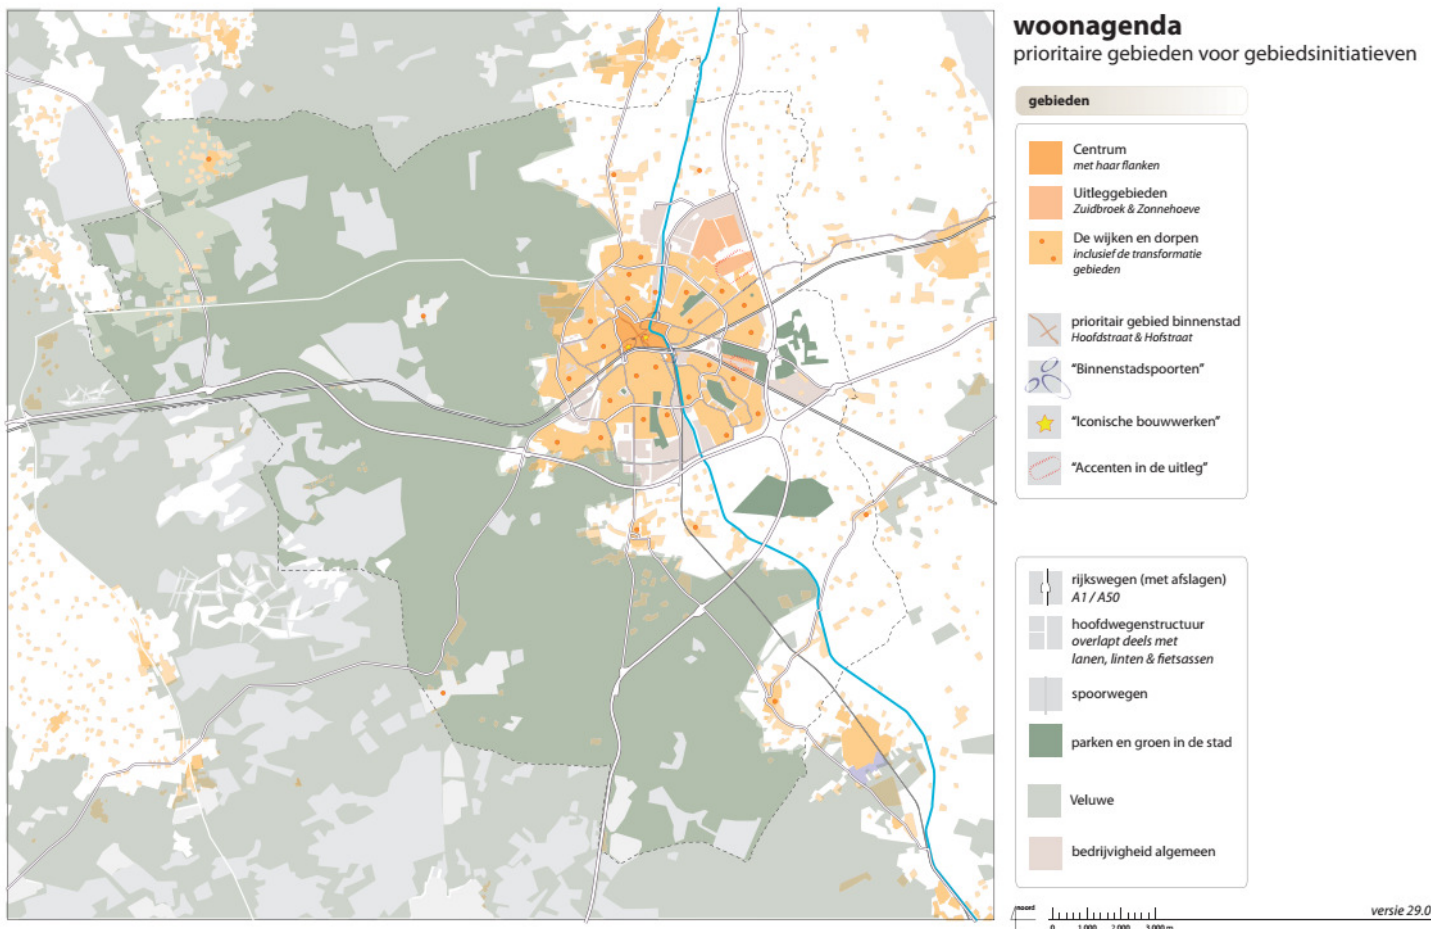 woonagenda
prioritaire gebieden voor gebiedsinitiatieven
gebieden
Centrum
met haar flanken
Uitleggebieden
Zuidbroek & Zonnehoeve
De wijken en dorpen
inclusief de transformatie
gebieden
prioritair gebied binnenstad
Hoofdstraat & Hofstraat
"Binnenstadspoorten"
"Iconische bouwwerken"
"Accenten in de uitleg"
rijkswegen (met afslagen)
A1 / A50
hoofdwegenstructuur
overlapt deels met
lanen, linten & fietsassen
spoorwegen
parken en groen in de stad
Veluwe
bedrijvigheid algemeen
noord
0 1.000 2.000 3.000 m
versie 29.0